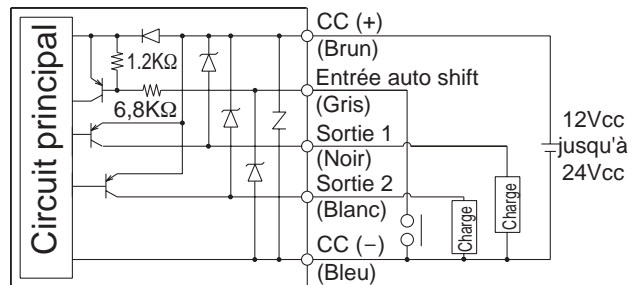 Circuit principal
1.2KΩ
6,8KΩ
CC (+)
(Brun)
Entrée auto shift
(Gris)
Sortie 1
(Noir)
Sortie 2
(Blanc)
CC (−)
(Bleu)
Charge
Charge
12Vcc
jusqu'à
24Vcc